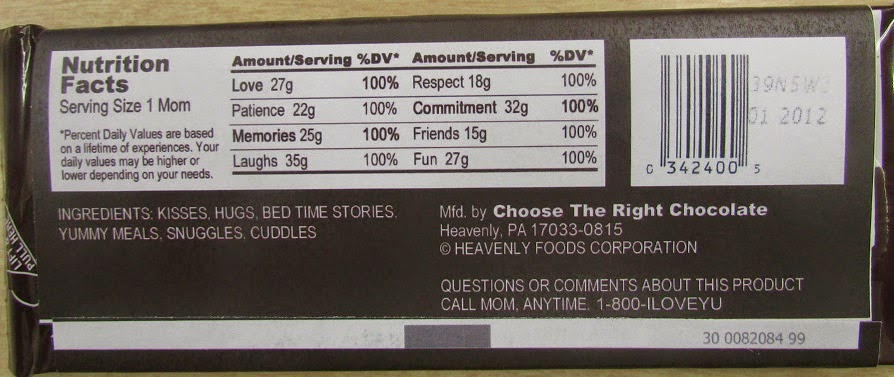 Nutrition
Facts
Serving Size 1 Mom
*Percent Daily Values are based
on a lifetime of experiences. Your
daily values may be higher or
lower depending on your needs.
Amount/Serving %DV* Amount/Serving %DV*
Love 27g 100% Respect 18g 100%
Patience 22g 100% Commitment 32g 100%
Memories 25g 100% Friends 15g 100%
Laughs 35g 100% Fun 27g 100%
39N5W
01 2012
0 342400 5
INGREDIENTS: KISSES, HUGS, BED TIME STORIES,
YUMMY MEALS, SNUGGLES, CUDDLES
Mfd. by Choose The Right Chocolate
Heavenly, PA 17033-0815
© HEAVENLY FOODS CORPORATION
QUESTIONS OR COMMENTS ABOUT THIS PRODUCT
CALL MOM, ANYTIME. 1-800-ILOVEYU
30 0082084 99